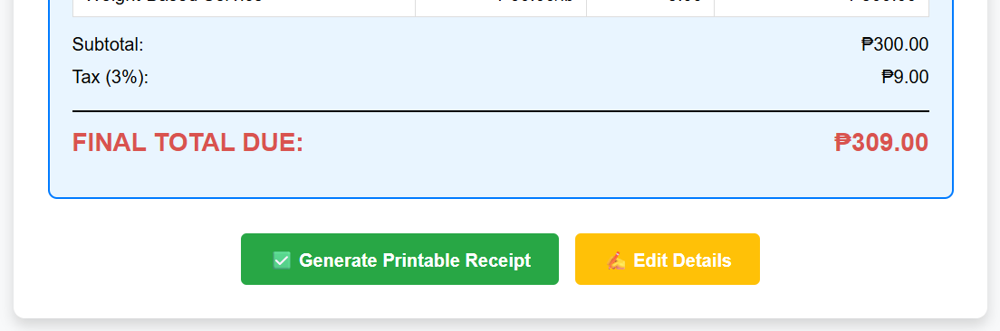 Subtotal: ₱300.00
Tax (3%): ₱9.00
FINAL TOTAL DUE: ₱309.00
✅ Generate Printable Receipt ✍️ Edit Details